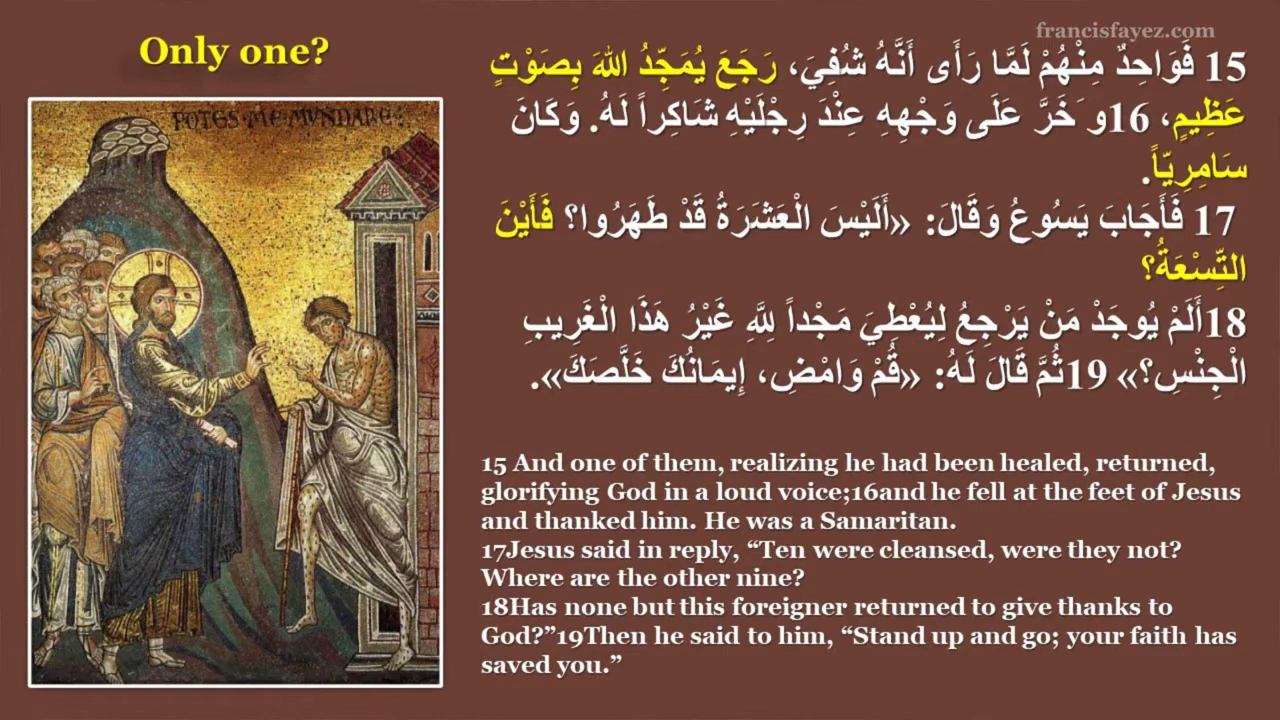 Only one?
francisfayez.com
POTES·ME·MVNDARE:
15 فَوَاحِدٌ مِنْهُمْ لَمَّا رَأَى أَنَّهُ شُفِيَ، رَجَعَ يُمَجِّدُ اللهَ بِصَوْتٍ
عَظِيمٍ، 16و َخَرَّ عَلَى وَجْهِهِ عِنْدَ رِجْلَيْهِ شَاكِراً لَهُ. وَكَانَ
سَامِرِيّاً.
17 فَأَجَابَ يَسُوعُ وَقَالَ: «أَلَيْسَ الْعَشَرَةُ قَدْ طَهَرُوا؟ فَأَيْنَ
التِّسْعَةُ؟
18أَلَمْ يُوجَدْ مَنْ يَرْجِعُ لِيُعْطِيَ مَجْداً لِلَّهِ غَيْرُ هَذَا الْغَرِيبِ
الْجِنْسِ؟» 19ثُمَّ قَالَ لَهُ: «قُمْ وَامْضِ، إِيمَانُكَ خَلَّصَكَ».
15 And one of them, realizing he had been healed, returned,
glorifying God in a loud voice;16and he fell at the feet of Jesus
and thanked him. He was a Samaritan.
17Jesus said in reply, “Ten were cleansed, were they not?
Where are the other nine?
18Has none but this foreigner returned to give thanks to
God?”19Then he said to him, “Stand up and go; your faith has
saved you.”